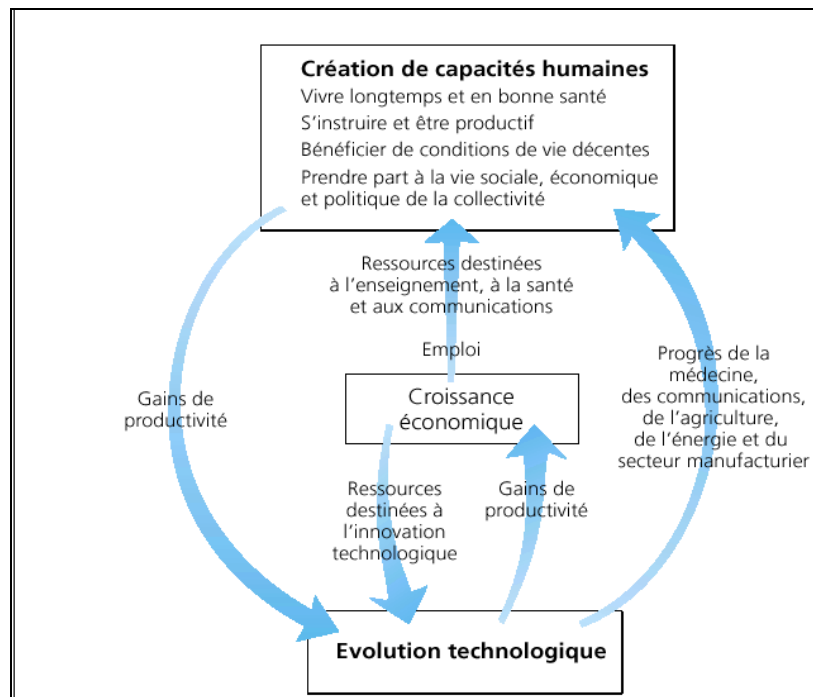 Création de capacités humaines
Vivre longtemps et en bonne santé
S'instruire et être productif
Bénéficier de conditions de vie décentes
Prendre part à la vie sociale, économique
et politique de la collectivité
Ressources destinées
à l'enseignement, à la santé
et aux communications
Emploi
Croissance
économique
Gains de
productivité
Progrès de la
médecine,
des communications,
de l'agriculture,
de l'énergie et du
secteur manufacturier
Ressources
destinées à
l'innovation
technologique
Gains de
productivité
Evolution technologique